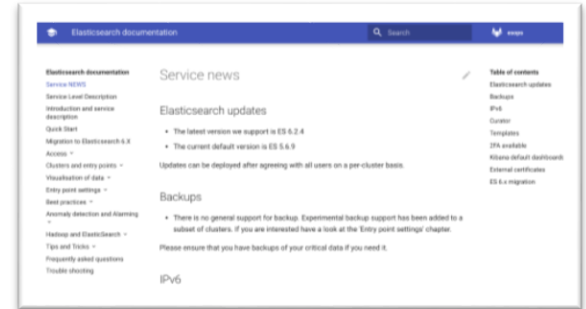 Elasticsearch documentation
Search
Elasticsearch documentation
Service NEWS
Service Level Description
Introduction and service
description
Quick Start
Migration to Elasticsearch 6.X
Access
Clusters and entry points
Visualisation of data
Entry point settings
Best practices
Anomaly detection and Alarming
Hadoop and ElasticSearch
Tips and Tricks
Frequently asked questions
Trouble shooting
Service news
Elasticsearch updates
• The latest version we support is ES 6.2.4
• The current default version is ES 5.6.9
Updates can be deployed after agreeing with all users on a per-cluster basis.
Backups
• There is no general support for backup. Experimental backup support has been added to a
subset of clusters. if you are interested have a look at the 'Entry point settings' chapter.
Please ensure that you have backups of your critical data if you need it.
IPv6
Table of contents
Elasticsearch updates
Backups
IPv6
Curator
Templates
2FA available
Kibana default dashboards
External certificates
ES 6.x migration